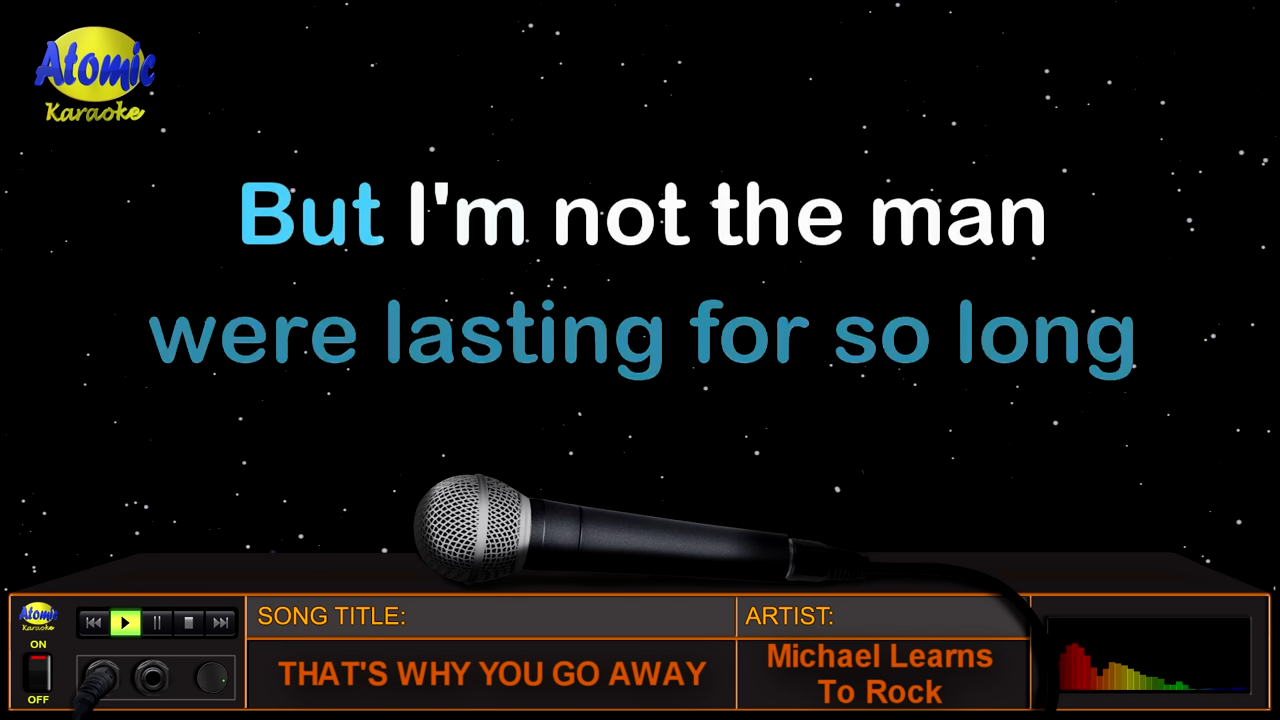 Atomic
Karaoke
But I'm not the man
were lasting for so long
Atomic
Karaoke
ON
OFF
SONG TITLE:
THAT'S WHY YOU GO AWAY
ARTIST:
Michael Learns
To Rock